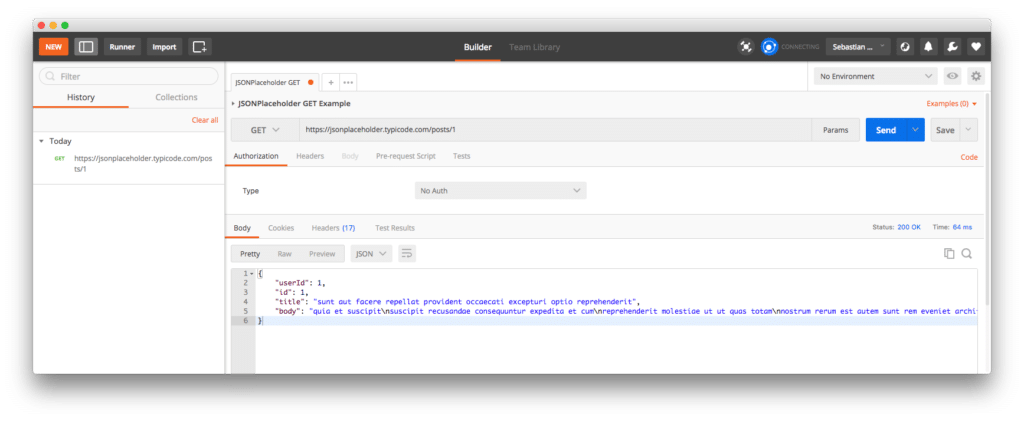 NEW
Runner
Import
Builder
Team Library
CONNECTING
Sebastian ...
Filter
History
Collections
Clear all
Today
GET
https://jsonplaceholder.typicode.com/pos
ts/1
JSONPlaceholder GET
+
•••
No Environment
JSONPlaceholder GET Example
Examples (0)
GET
https://jsonplaceholder.typicode.com/posts/1
Params
Send
Save
Authorization
Headers
Body
Pre-request Script
Tests
Code
Type
No Auth
Body
Cookies
Headers (17)
Test Results
Status: 200 OK
Time: 64 ms
Pretty
Raw
Preview
JSON
1 {
2 "userId": 1,
3 "id": 1,
4 "title": "sunt aut facere repellat provident occaecati excepturi optio reprehenderit",
5 "body": "quia et suscipit\nsuscipit recusandae consequuntur expedita et cum\nreprehenderit molestiae ut ut quas totam\nnostrum rerum est autem sunt rem eveniet archi
6 }